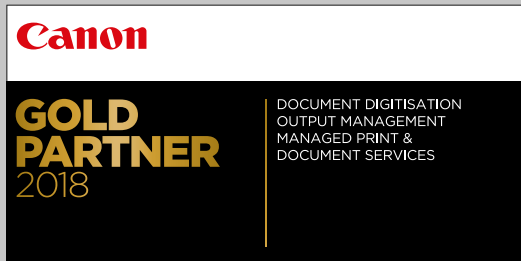 Canon
GOLD
PARTNER
2018
DOCUMENT DIGITISATION
OUTPUT MANAGEMENT
MANAGED PRINT &
DOCUMENT SERVICES